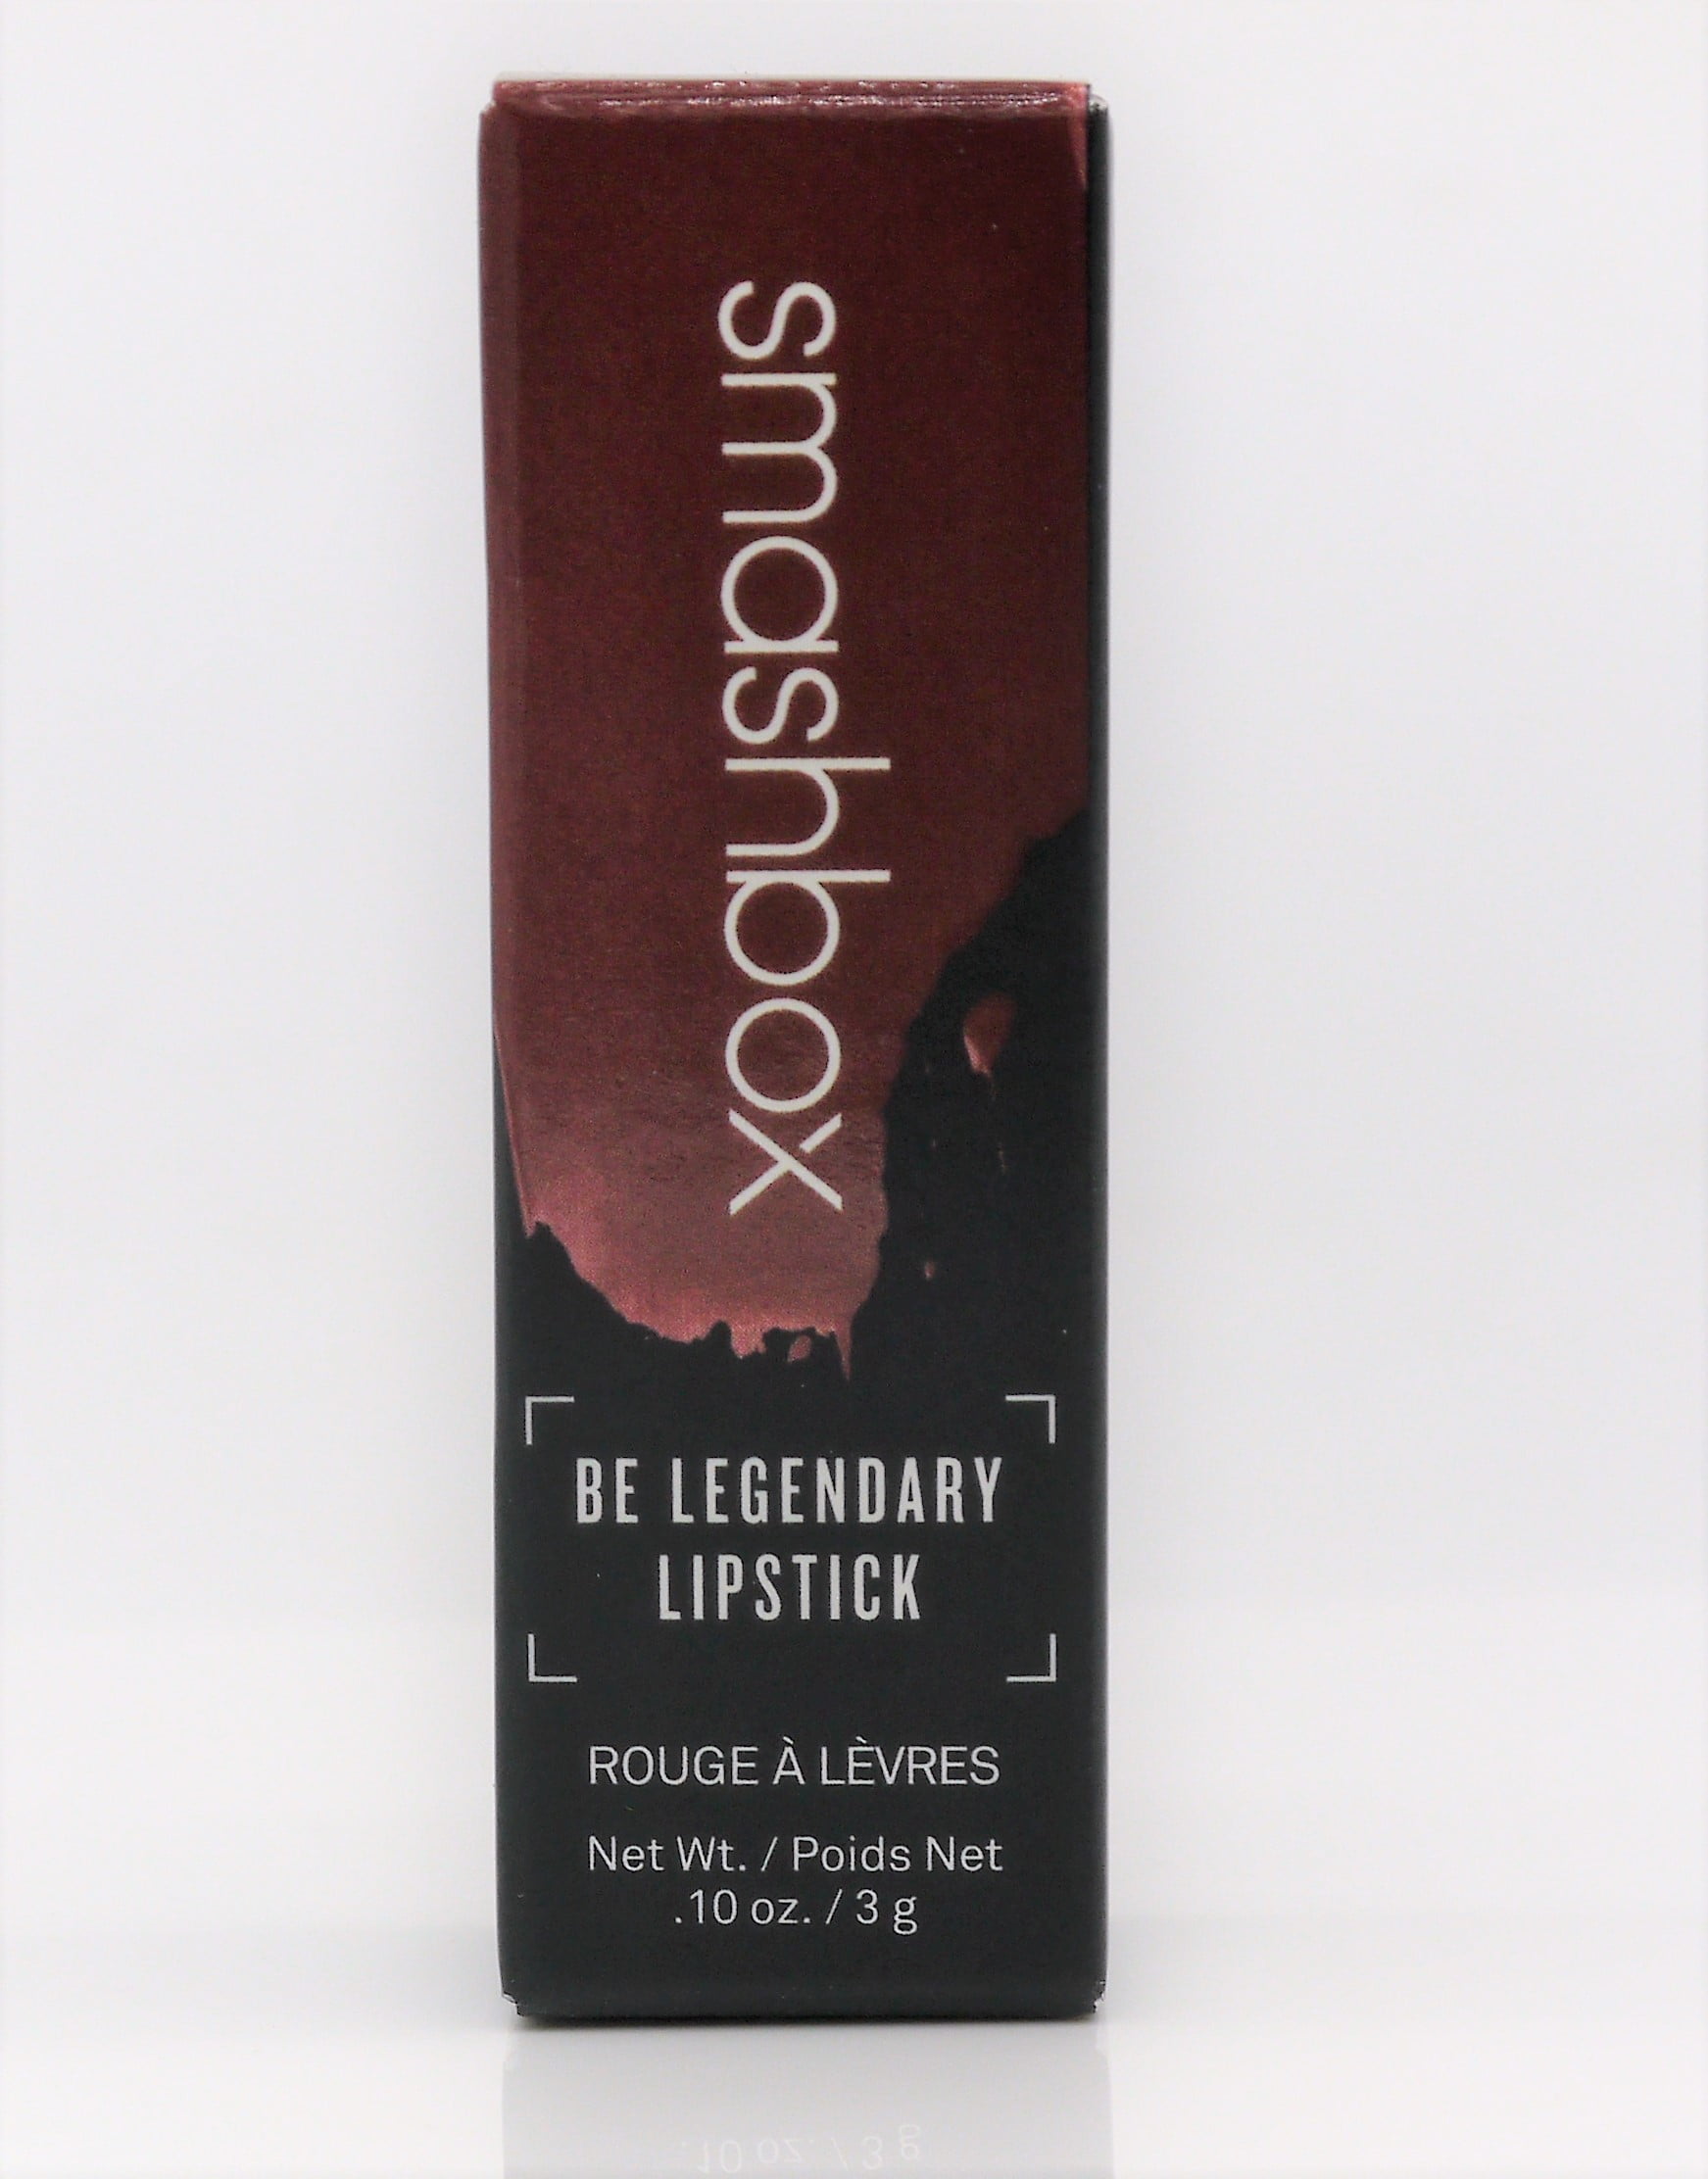 smashbox
BE LEGENDARY
LIPSTICK
ROUGE À LÈVRES
Net Wt. / Poids Net
.10 oz. / 3 g